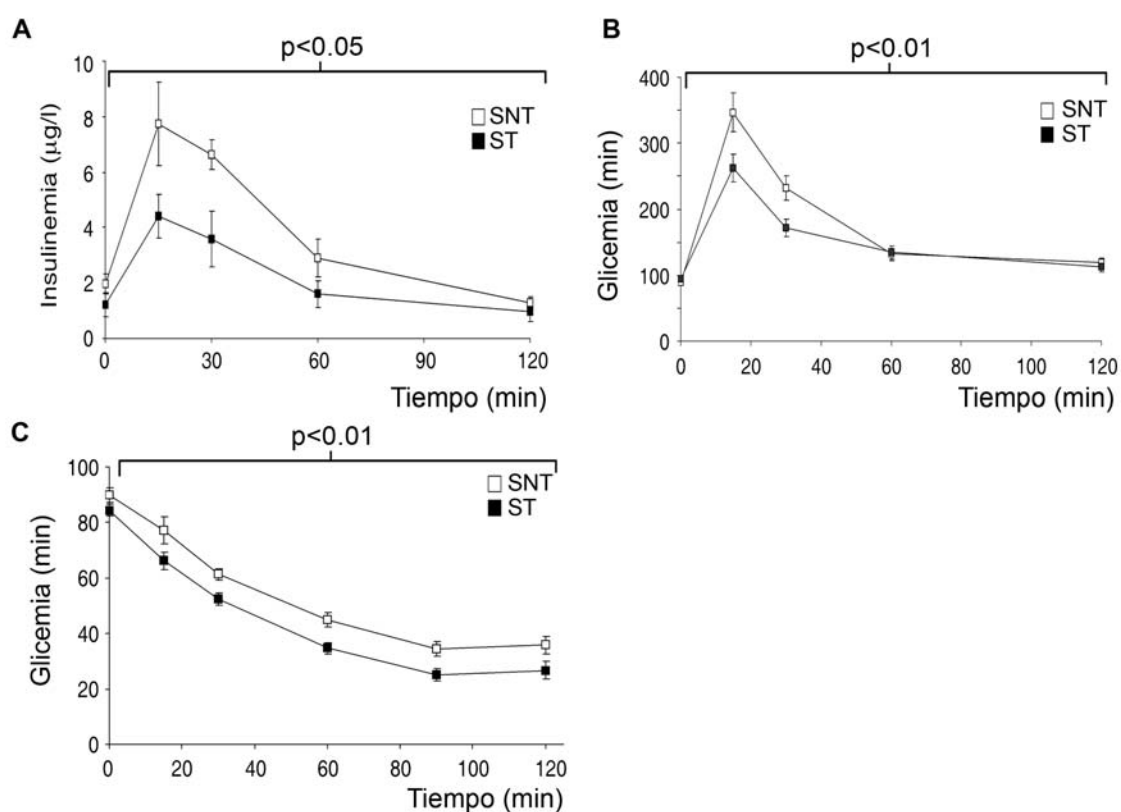 A
p<0.05
10
8
6
4
2
0
Insulinemia (µg/l)
SNT
ST
0 30 60 90 120
Tiempo (min)
B
p<0.01
400
300
200
100
0
Glicemia (min)
SNT
ST
0 20 40 60 80 100 120
Tiempo (min)
C
p<0.01
100
80
60
40
20
0
Glicemia (min)
SNT
ST
0 20 40 60 80 100 120
Tiempo (min)